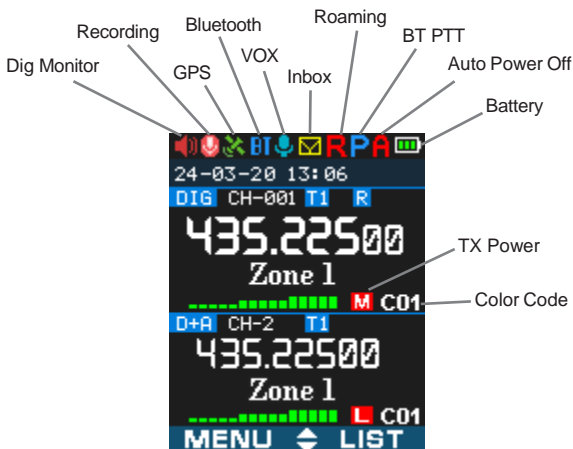 Roaming
Bluetooth
Recording
BT PTT
VOX
Dig Monitor
GPS
Inbox
Auto Power Off
Battery
BT R P A
24-03-20 13:06
DIG CH-001 T1 R
435.22500
Zone 1
M C01
TX Power
Color Code
D+A CH-2 T1
435.22500
Zone 1
L C01
MENU LIST